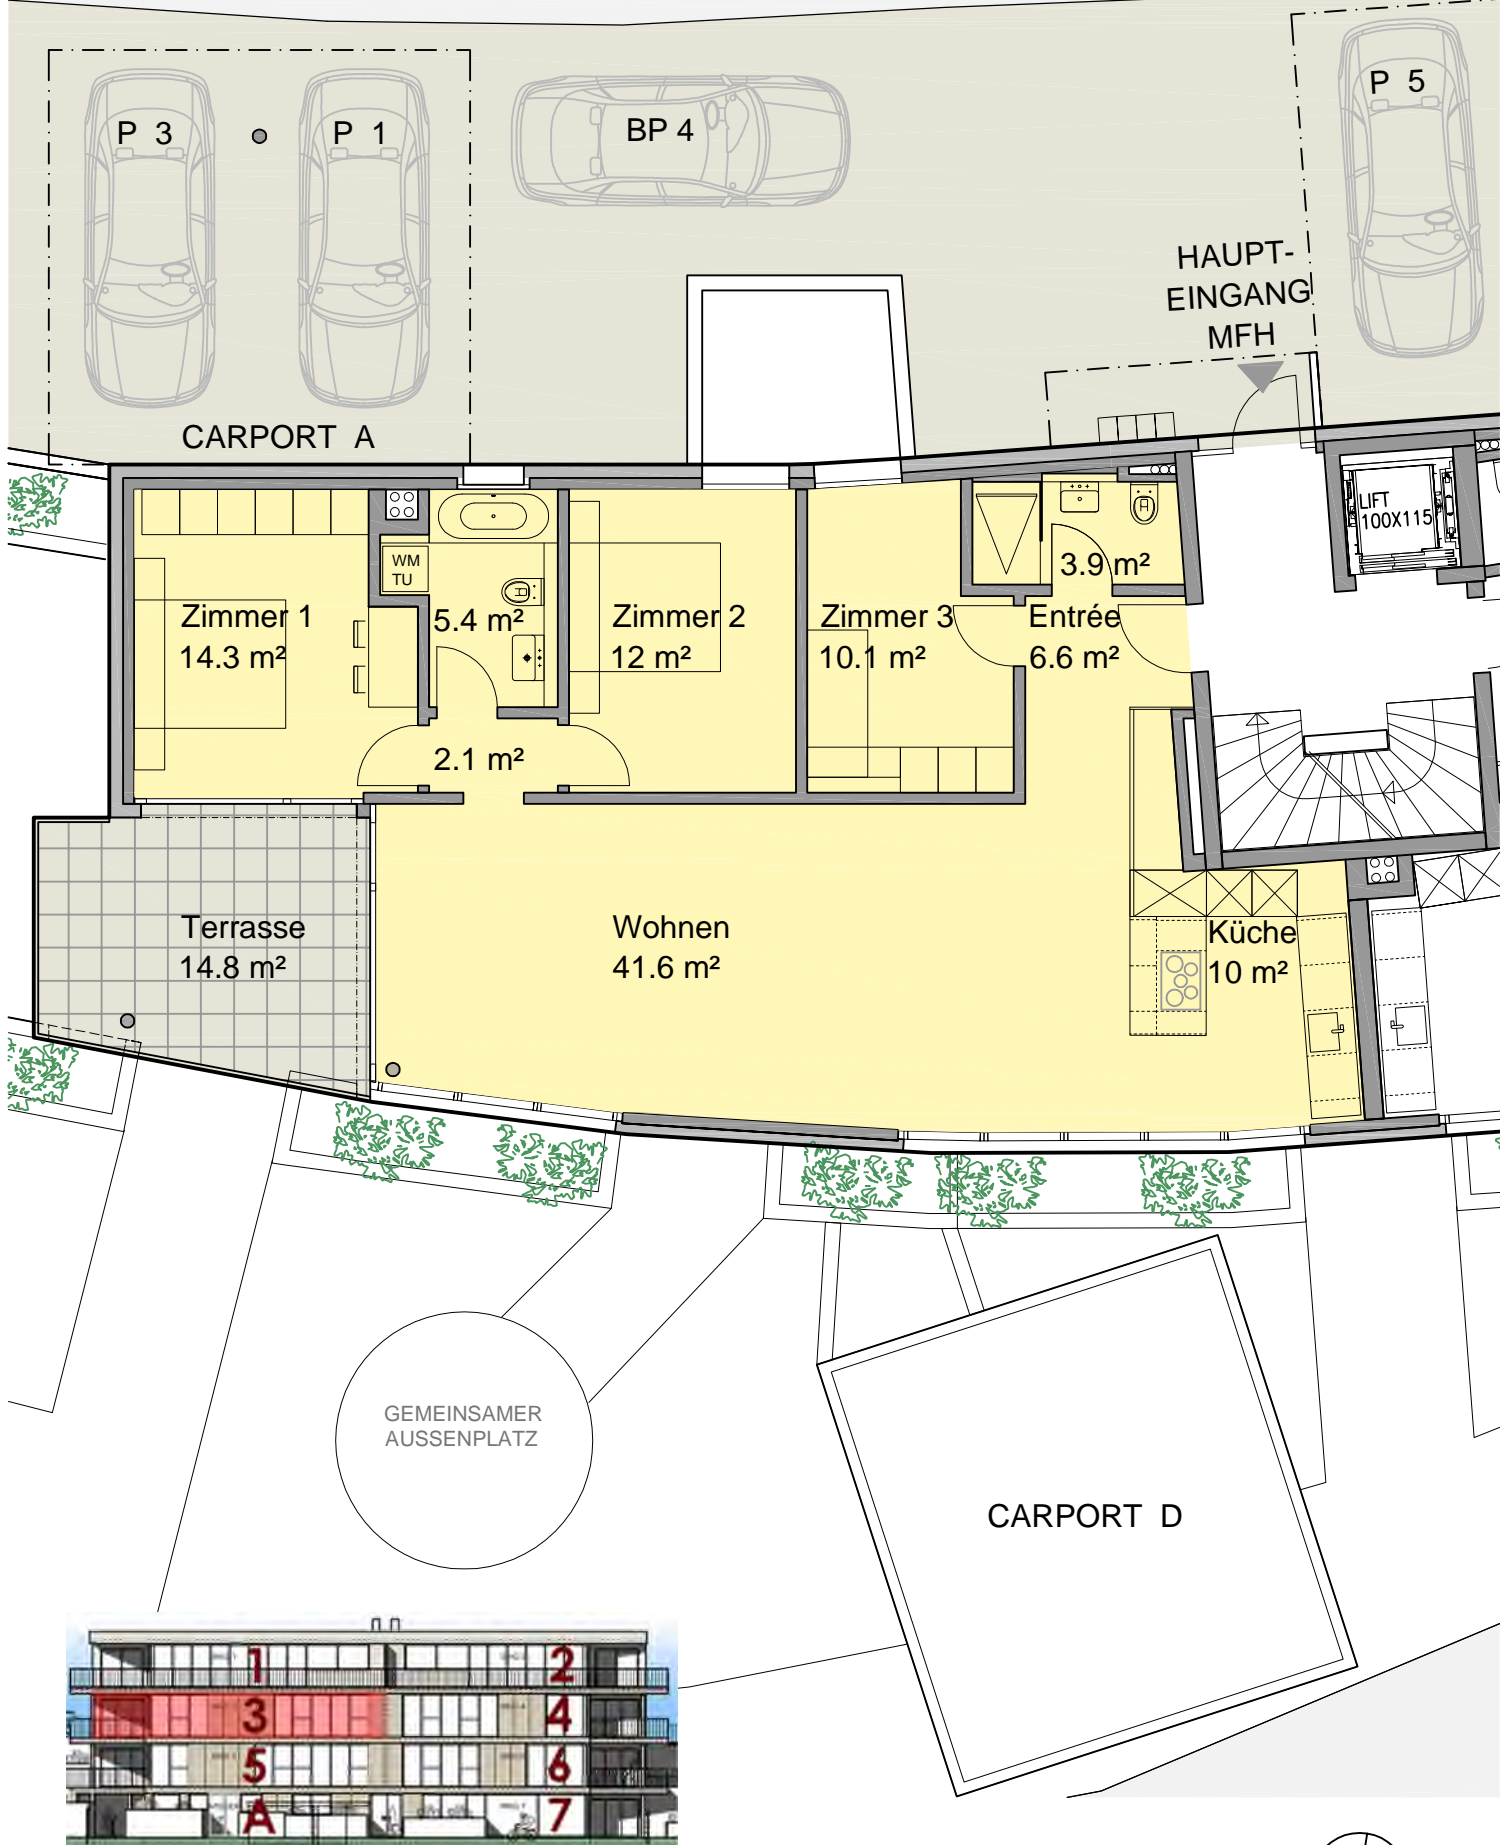 P 3
P 1
BP 4
P 5
HAUPT-
EINGANG
MFH
CARPORT A
LIFT
100X115
WM
TU
3.9 m²
Zimmer 1
14.3 m²
5.4 m²
Zimmer 2
12 m²
Zimmer 3
10.1 m²
Entrée
6.6 m²
2.1 m²
Terrasse
14.8 m²
Wohnen
41.6 m²
Küche
10 m²
GEMEINSAMER
AUSSENPLATZ
CARPORT D
1
2
3
4
5
6
A
7